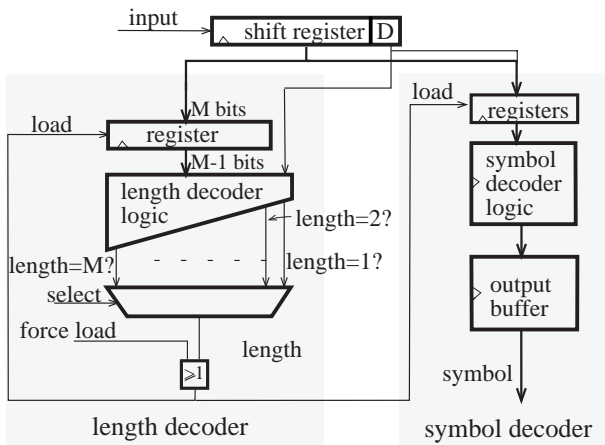 input
shift register D
load
M bits
register
M-1 bits
length decoder
logic
length=2?
length=M?
length=1?
select
force load
length
⩾1
length decoder
load
registers
symbol
decoder
logic
output
buffer
symbol
symbol decoder